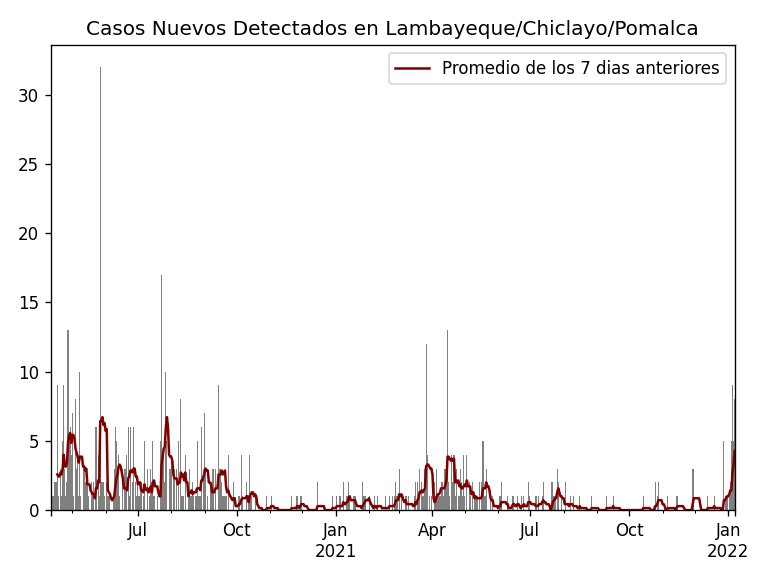 Casos Nuevos Detectados en Lambayeque/Chiclayo/Pomalca
Promedio de los 7 dias anteriores
30
25
20
15
10
5
0
Jul Oct Jan Apr Jul Oct Jan
2021 2022